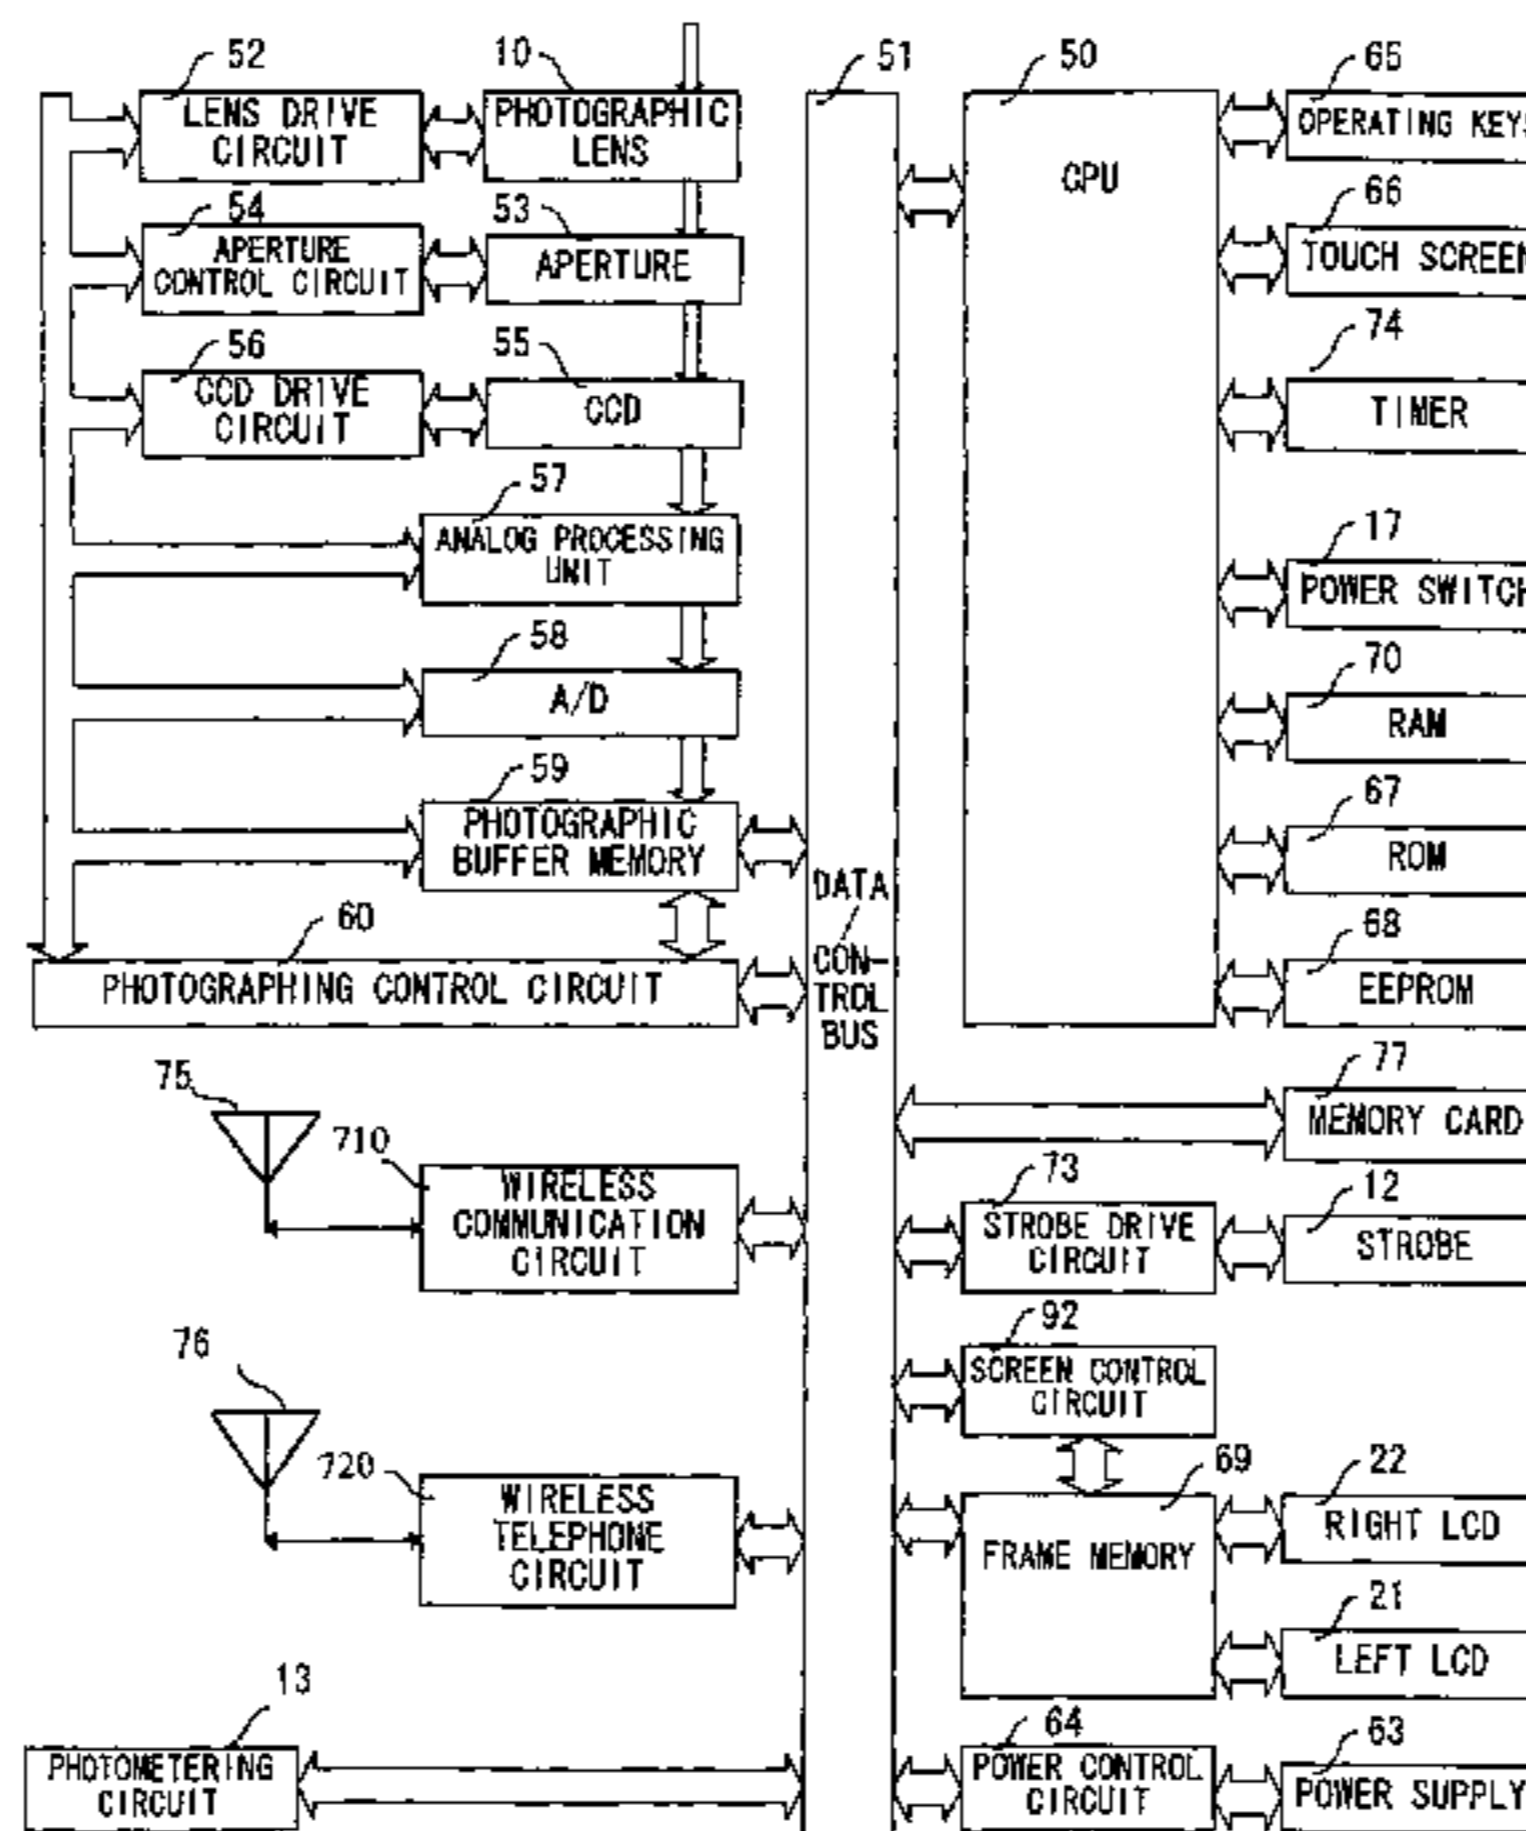 52
LENS DRIVE
CIRCUIT
10
PHOTOGRAPHIC
LENS
54
APERTURE
CONTROL CIRCUIT
53
APERTURE
56
CCD DRIVE
CIRCUIT
55
CCD
57
ANALOG PROCESSING
UNIT
58
A/D
59
PHOTOGRAPHIC
BUFFER MEMORY
60
PHOTOGRAPHING CONTROL CIRCUIT
75
710
WIRELESS
COMMUNICATION
CIRCUIT
76
720
WIRELESS
TELEPHONE
CIRCUIT
13
PHOTOMETERING
CIRCUIT
51
DATA
/
CON-
TROL
BUS
50
CPU
65
OPERATING KEYS
66
TOUCH SCREEN
74
TIMER
17
POWER SWITCH
70
RAM
67
ROM
68
EEPROM
77
MEMORY CARD
73
STROBE DRIVE
CIRCUIT
12
STROBE
92
SCREEN CONTROL
CIRCUIT
69
FRAME MEMORY
22
RIGHT LCD
21
LEFT LCD
64
POWER CONTROL
CIRCUIT
63
POWER SUPPLY